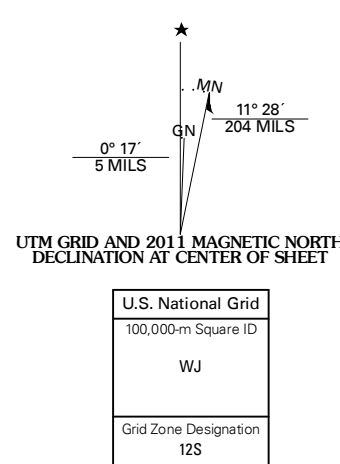 ★
MN
GN
11° 28´
204 MILS
0° 17´
5 MILS
UTM GRID AND 2011 MAGNETIC NORTH
DECLINATION AT CENTER OF SHEET
U.S. National Grid
100,000-m Square ID
WJ
Grid Zone Designation
12S